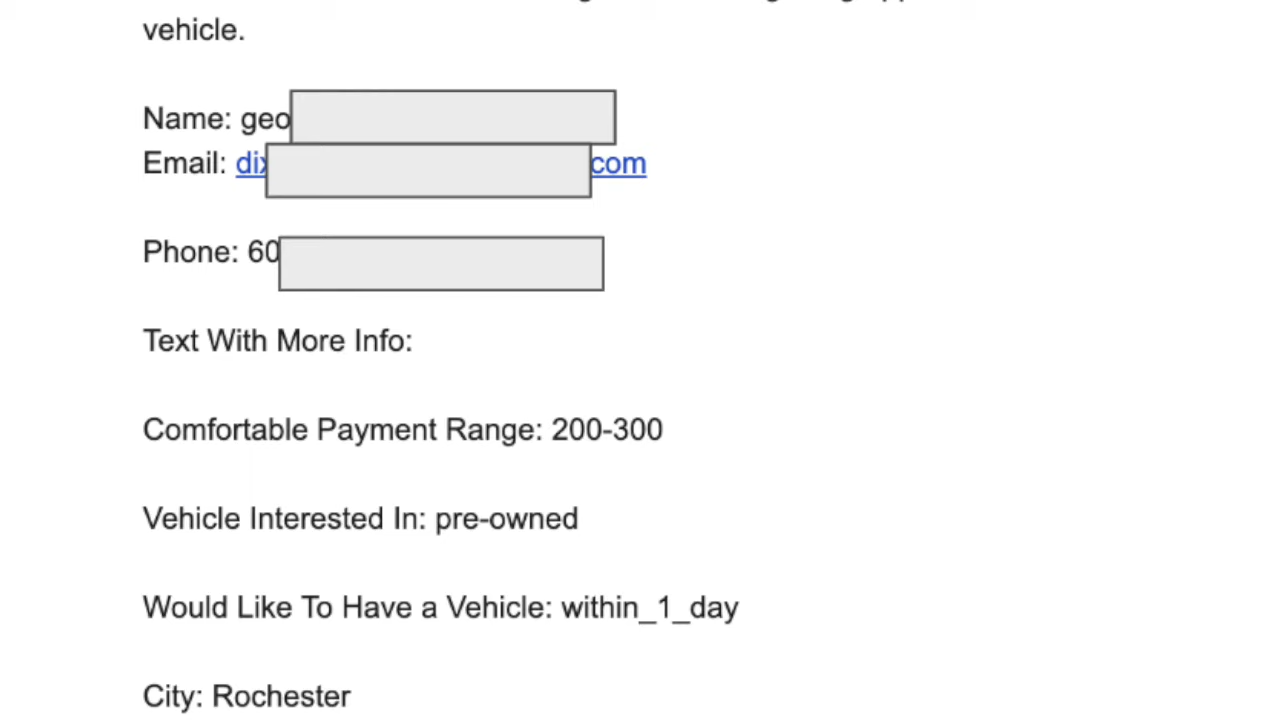 vehicle.
Name: geo
Email: dix com
Phone: 60
Text With More Info:
Comfortable Payment Range: 200-300
Vehicle Interested In: pre-owned
Would Like To Have a Vehicle: within_1_day
City: Rochester